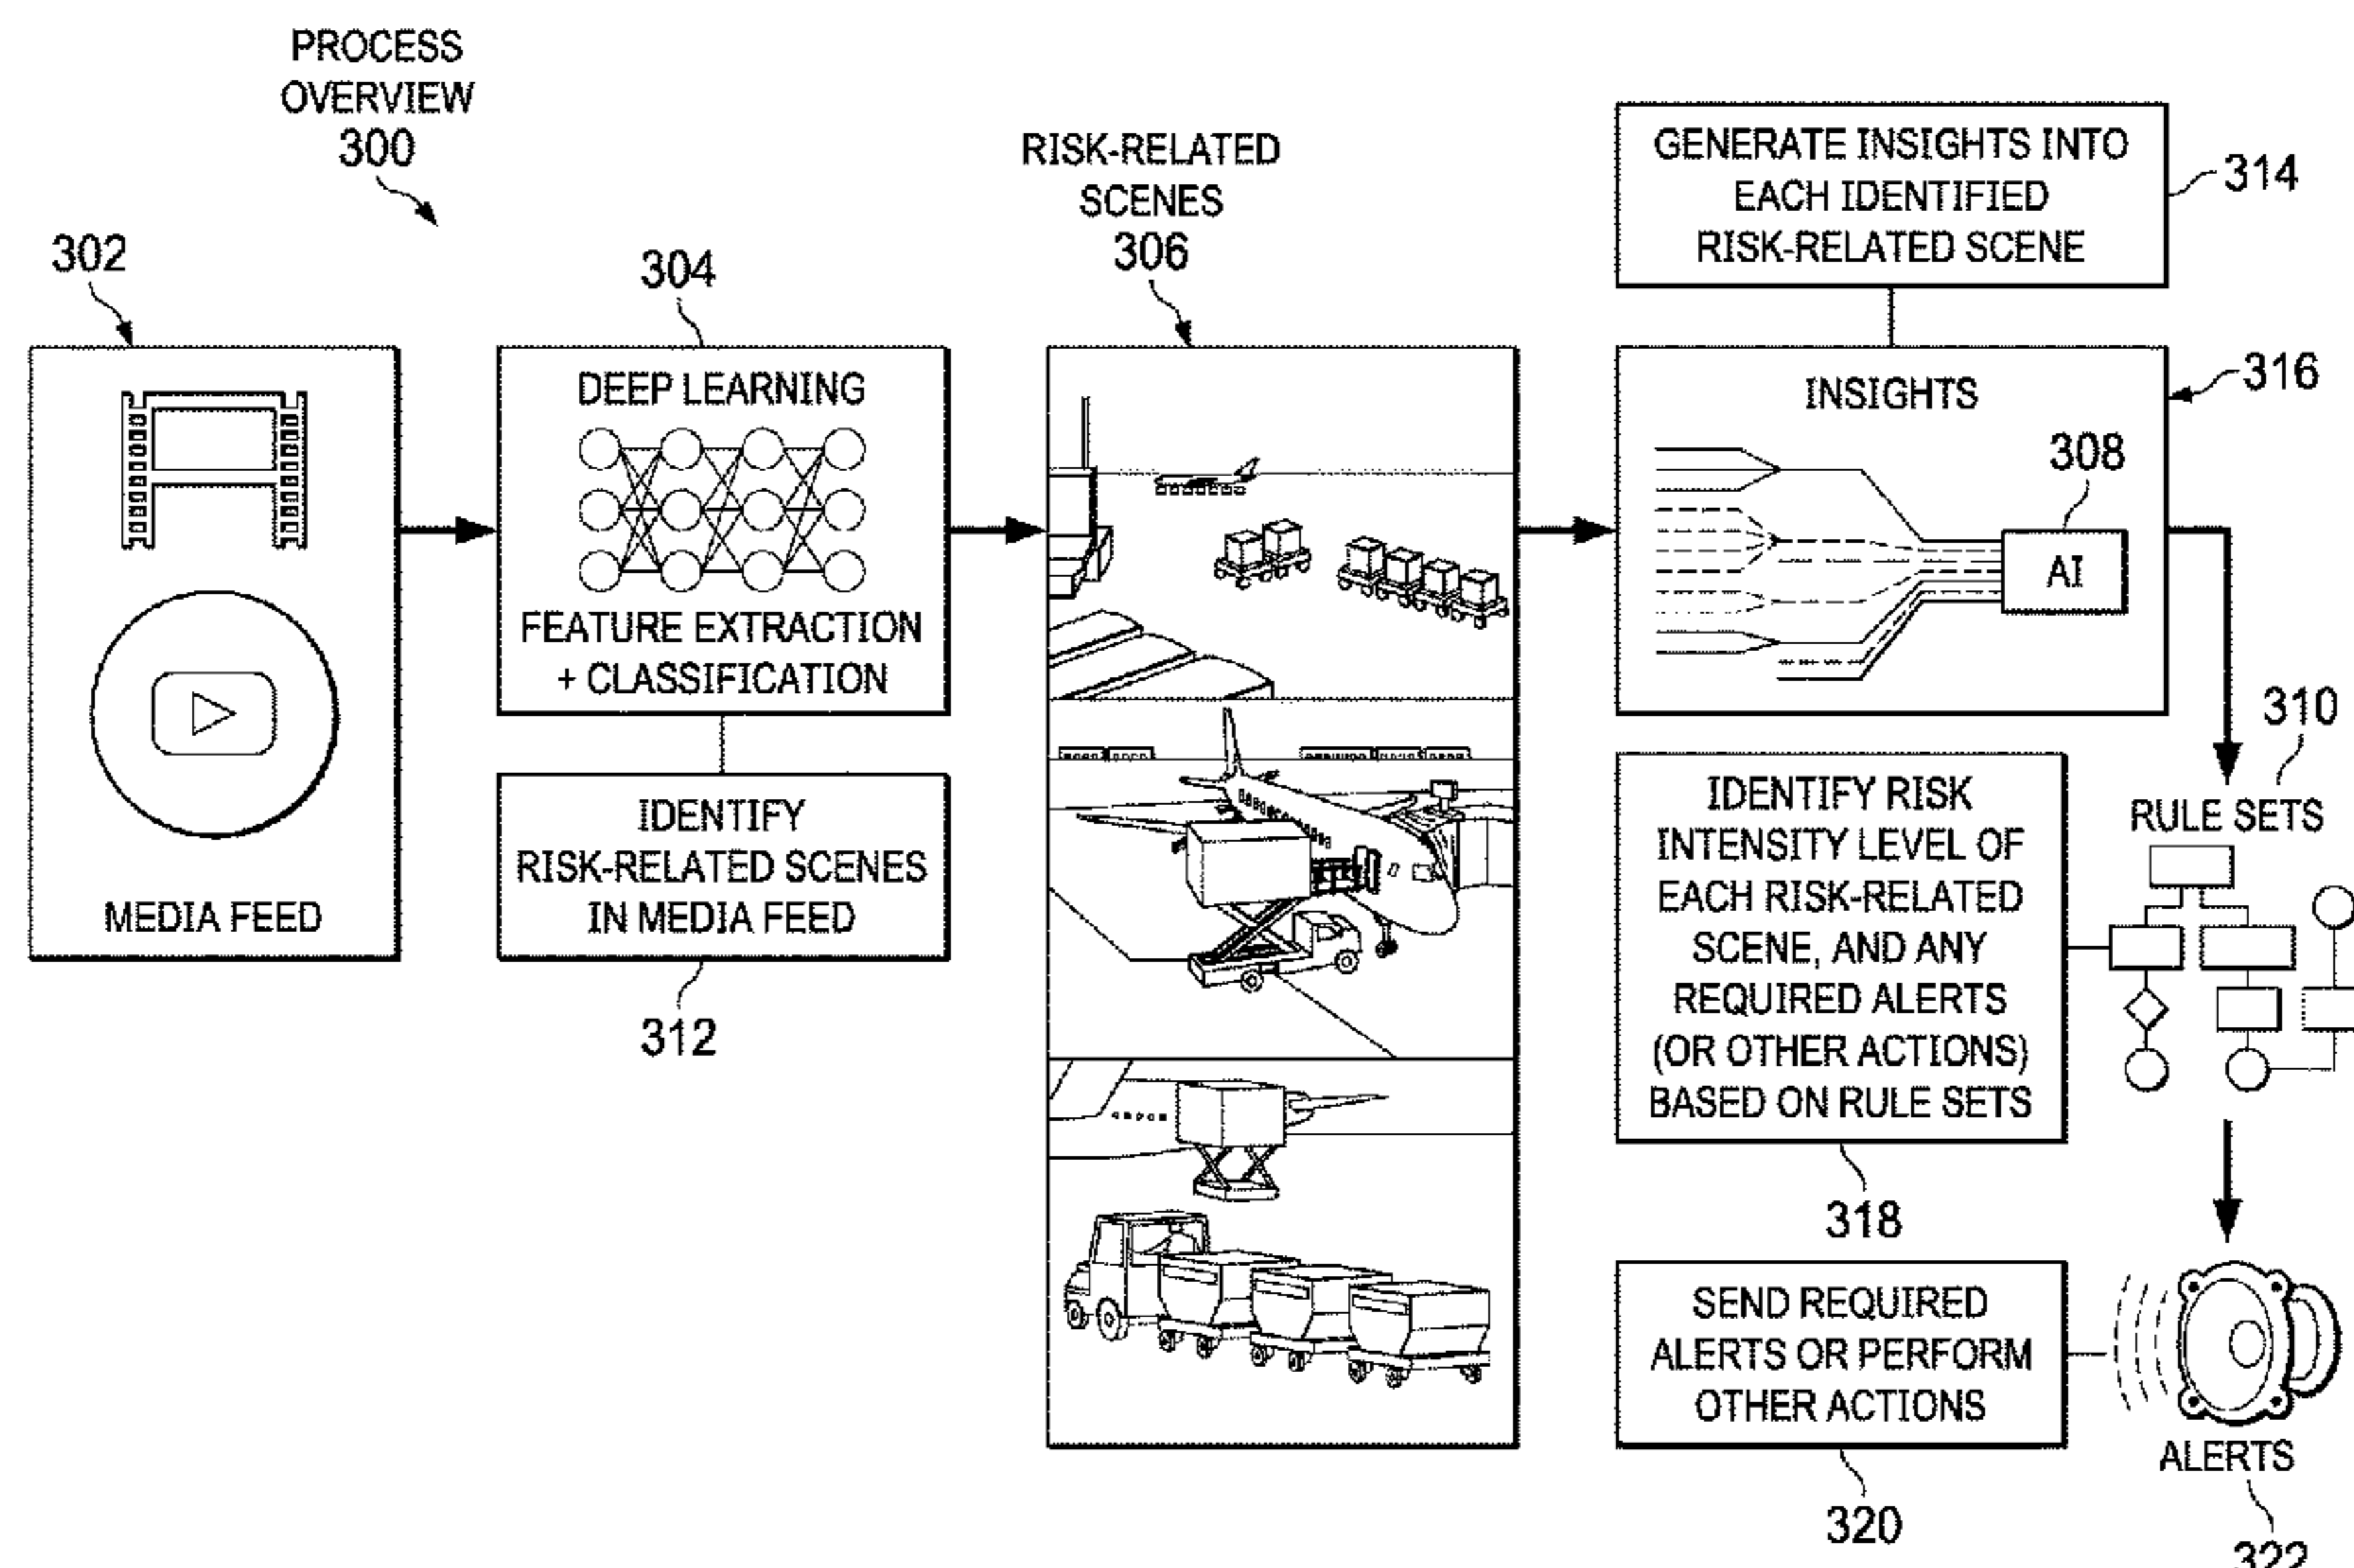 PROCESS
OVERVIEW
300
302
MEDIA FEED
304
DEEP LEARNING
FEATURE EXTRACTION
+ CLASSIFICATION
IDENTIFY
RISK-RELATED SCENES
IN MEDIA FEED
312
RISK-RELATED
SCENES
306
GENERATE INSIGHTS INTO
EACH IDENTIFIED
RISK-RELATED SCENE
314
316
INSIGHTS
308
AI
310
RULE SETS
IDENTIFY RISK
INTENSITY LEVEL OF
EACH RISK-RELATED
SCENE, AND ANY
REQUIRED ALERTS
(OR OTHER ACTIONS)
BASED ON RULE SETS
318
SEND REQUIRED
ALERTS OR PERFORM
OTHER ACTIONS
320
ALERTS
322